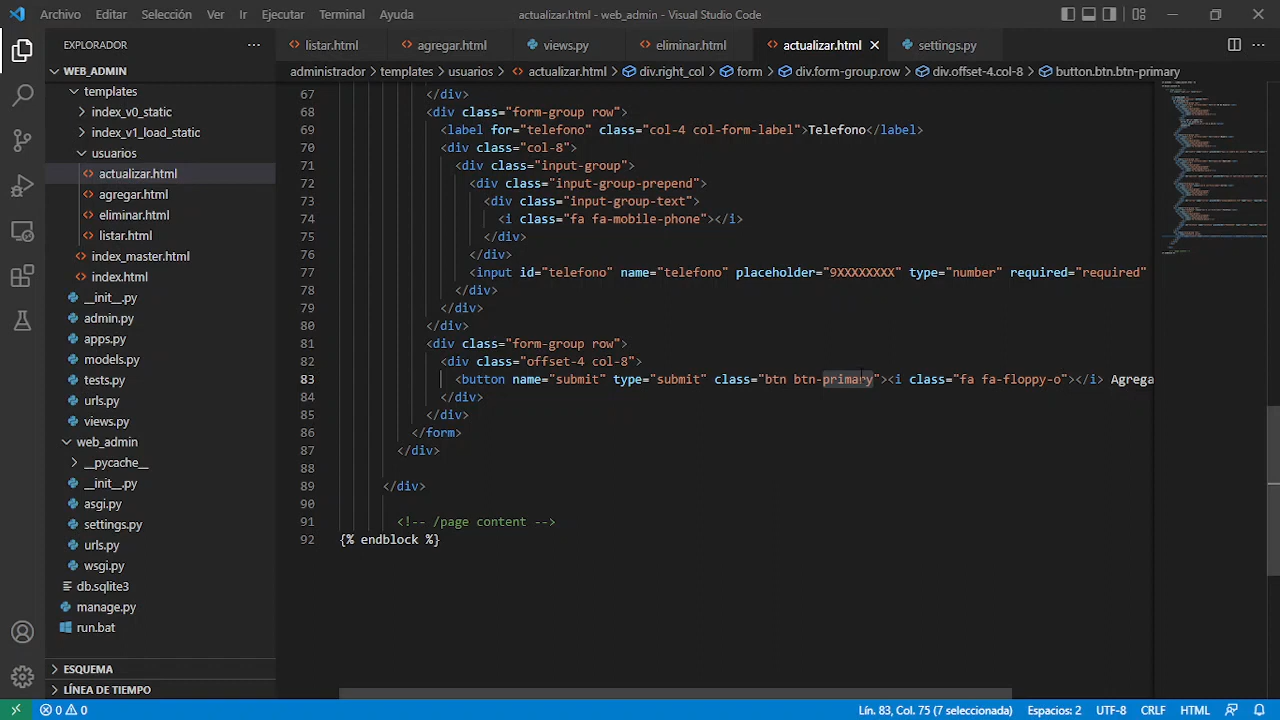 Archivo Editar Selección Ver Ir Ejecutar Terminal Ayuda actualizar.html - web_admin - Visual Studio Code
EXPLORADOR
listar.html agregar.html views.py eliminar.html actualizar.html settings.py
WEB_ADMIN
administrador > templates > usuarios > actualizar.html > div.right_col > form > div.form-group.row > div.offset-4.col-8 > button.btn.btn-primary
templates
index_v0_static
index_v1_load_static
usuarios
actualizar.html
agregar.html
eliminar.html
listar.html
index_master.html
index.html
__init__.py
admin.py
apps.py
models.py
tests.py
urls.py
views.py
web_admin
__pycache__
__init__.py
asgi.py
settings.py
urls.py
wsgi.py
db.sqlite3
manage.py
run.bat
ESQUEMA
LÍNEA DE TIEMPO
67 </div>
68 <div class="form-group row">
69 <label for="telefono" class="col-4 col-form-label">Telefono</label>
70 <div class="col-8">
71 <div class="input-group">
72 <div class="input-group-prepend">
73 <div class="input-group-text">
74 <i class="fa fa-mobile-phone"></i>
75 </div>
76 </div>
77 <input id="telefono" name="telefono" placeholder="9XXXXXXXX" type="number" required="required"
78 </div>
79 </div>
80 </div>
81 <div class="form-group row">
82 <div class="offset-4 col-8">
83 <button name="submit" type="submit" class="btn btn-primary"><i class="fa fa-floppy-o"></i> Agrega
84 </div>
85 </div>
86 </form>
87 </div>
88
89 </div>
90
91 <!-- /page content -->
92 {% endblock %}
0 0 Lín. 83, Col. 75 (7 seleccionada) Espacios: 2 UTF-8 CRLF HTML